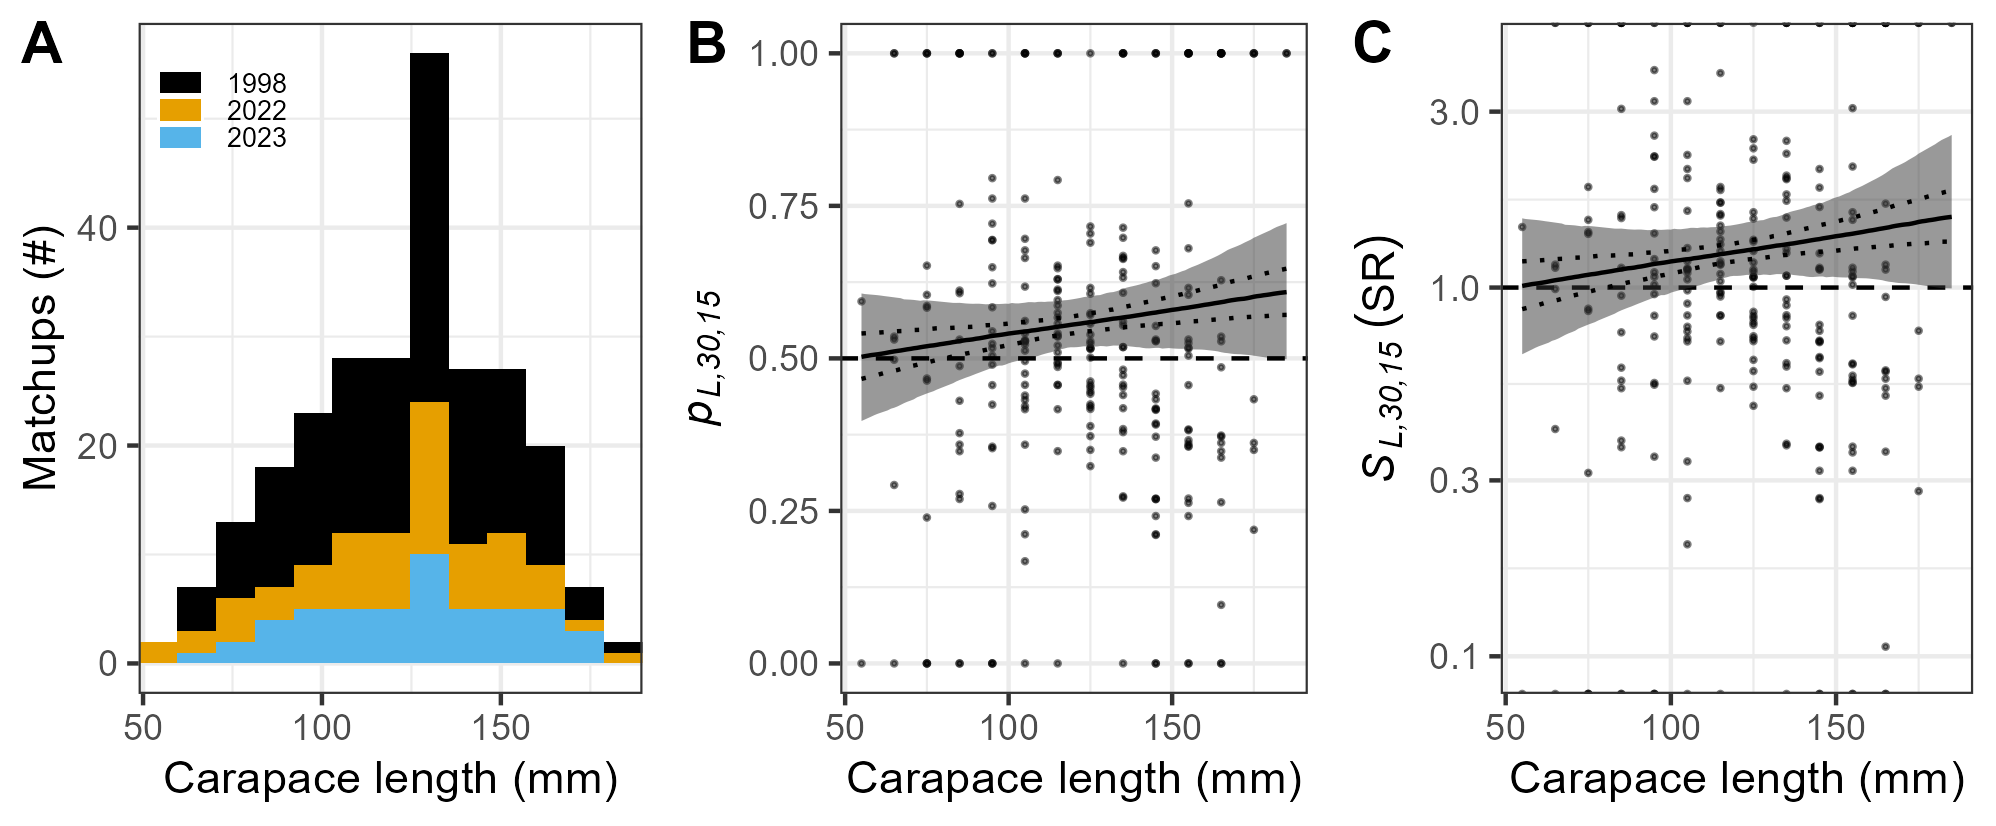 A
1998
2022
2023
40
20
0
Matchups (#)
50 100 150
Carapace length (mm)
B
1.00
0.75
0.50
0.25
0.00
pL,30,15
50 100 150
Carapace length (mm)
C
3.0
1.0
0.3
0.1
SL,30,15 (SR)
50 100 150
Carapace length (mm)